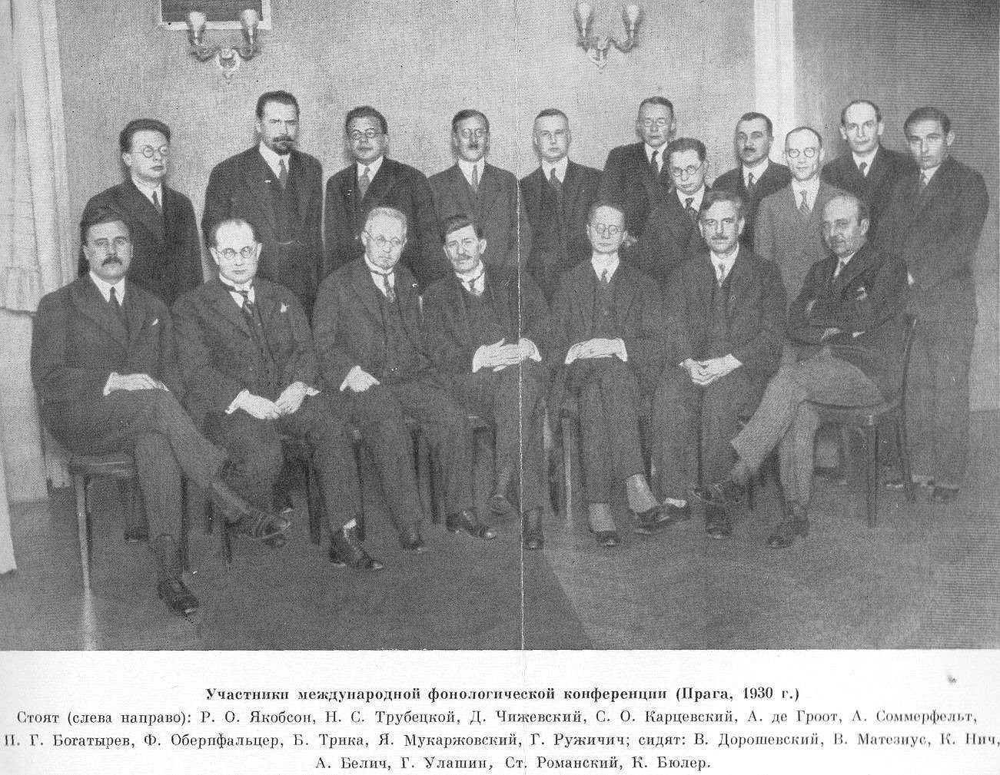 Участники международной фонологической конференции (Прага, 1930 г.)
Стоят (слева направо): Р. О. Якобсон, Н. С. Трубецкой, Д. Чижевский, С. О. Карцевский, А. де Гроот, А. Соммерфельт,
П. Г. Богатырев, Ф. Оберпфальцер, Б. Трнка, Я. Мукаржовский, Г. Ружичич; сидят: В. Дорошевский, В. Матезиус, К. Нич,
А. Белич, Г. Улашин, Ст. Романский, К. Бюлер.